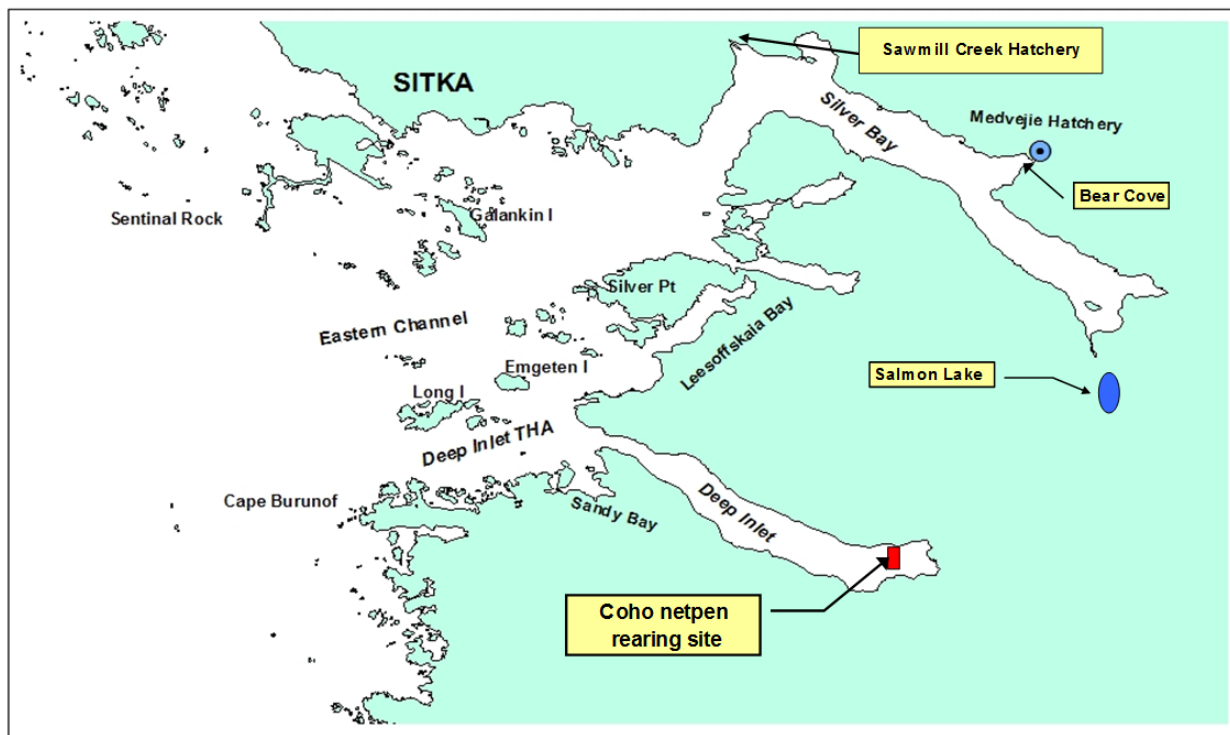 Sawmill Creek Hatchery
SITKA
Silver Bay
Medvejie Hatchery
Bear Cove
Sentinal Rock
Galankin I
Silver Pt
Eastern Channel
Leesoffskaia Bay
Emgeten I
Salmon Lake
Long I
Deep Inlet THA
Cape Burunof
Sandy Bay
Deep Inlet
Coho netpen
rearing site